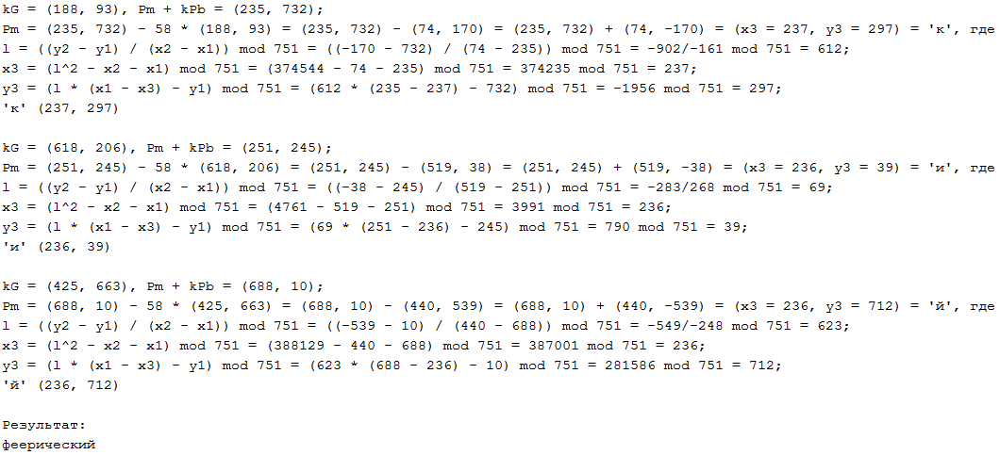 kG = (188, 93), Pm + kPb = (235, 732);
Pm = (235, 732) - 58 * (188, 93) = (235, 732) - (74, 170) = (235, 732) + (74, -170) = (x3 = 237, y3 = 297) = 'к', где
l = ((y2 - y1) / (x2 - x1)) mod 751 = ((-170 - 732) / (74 - 235)) mod 751 = -902/-161 mod 751 = 612;
x3 = (l^2 - x2 - x1) mod 751 = (374544 - 74 - 235) mod 751 = 374235 mod 751 = 237;
y3 = (l * (x1 - x3) - y1) mod 751 = (612 * (235 - 237) - 732) mod 751 = -1956 mod 751 = 297;
'к' (237, 297)
kG = (618, 206), Pm + kPb = (251, 245);
Pm = (251, 245) - 58 * (618, 206) = (251, 245) - (519, 38) = (251, 245) + (519, -38) = (x3 = 236, y3 = 39) = 'и', где
l = ((y2 - y1) / (x2 - x1)) mod 751 = ((-38 - 245) / (519 - 251)) mod 751 = -283/268 mod 751 = 69;
x3 = (l^2 - x2 - x1) mod 751 = (4761 - 519 - 251) mod 751 = 3991 mod 751 = 236;
y3 = (l * (x1 - x3) - y1) mod 751 = (69 * (251 - 236) - 245) mod 751 = 790 mod 751 = 39;
'и' (236, 39)
kG = (425, 663), Pm + kPb = (688, 10);
Pm = (688, 10) - 58 * (425, 663) = (688, 10) - (440, 539) = (688, 10) + (440, -539) = (x3 = 236, y3 = 712) = 'й', где
l = ((y2 - y1) / (x2 - x1)) mod 751 = ((-539 - 10) / (440 - 688)) mod 751 = -549/-248 mod 751 = 623;
x3 = (l^2 - x2 - x1) mod 751 = (388129 - 440 - 688) mod 751 = 387001 mod 751 = 236;
y3 = (l * (x1 - x3) - y1) mod 751 = (623 * (688 - 236) - 10) mod 751 = 281586 mod 751 = 712;
'й' (236, 712)
Результат:
феерический